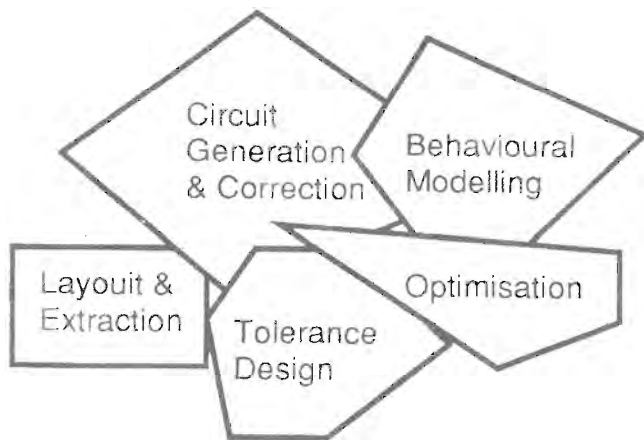 Circuit
Generation
& Correction
Behavioural
Modelling
Layouit &
Extraction
Optimisation
Tolerance
Design